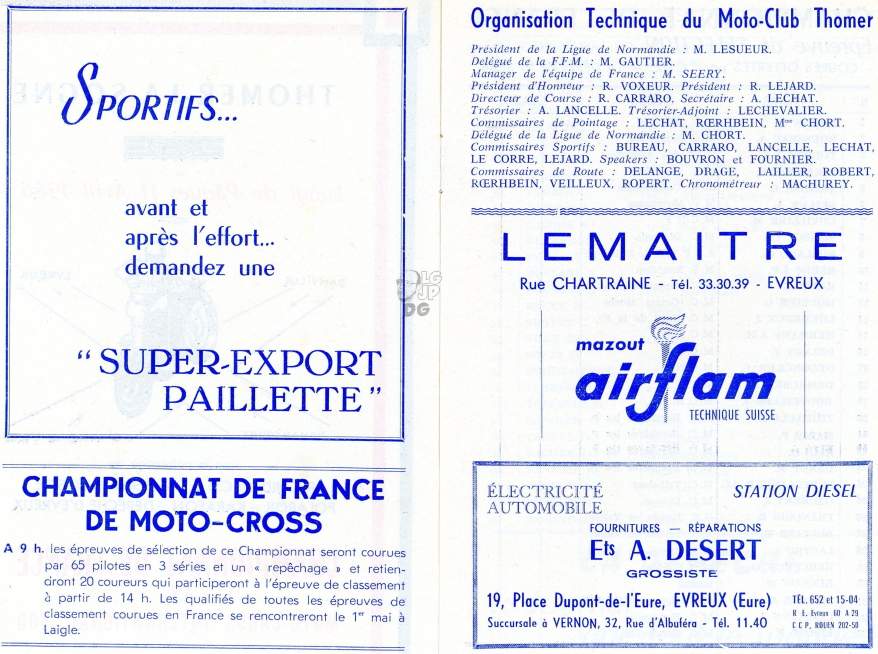 SPORTIFS...
avant et
après l'effort...
demandez une
" SUPER-EXPORT
PAILLETTE "
CHAMPIONNAT DE FRANCE
DE MOTO-CROSS
A 9 h. les épreuves de sélection de ce Championnat seront courues
par 65 pilotes en 3 séries et un « repêchage » et retien-
dront 20 coureurs qui participeront à l'épreuve de classement
à partir de 14 h. Les qualifiés de toutes les épreuves de
classement courues en France se rencontreront le 1er mai à
Laigle.
Organisation Technique du Moto-Club Thomer
Président de la Ligue de Normandie : M. LESUEUR.
Delégué de la F.F.M. : M. GAUTIER.
Manager de l'équipe de France : M. SEERY.
Président d'Honneur : R. VOXEUR. Président : R. LEJARD.
Directeur de Course : R. CARRARO. Secrétaire : A. LECHAT.
Trésorier : A. LANCELLE. Trésorier-Adjoint : LECHEVALIER.
Commissaires de Pointage : LECHAT, RŒRHBEIN, Mme CHORT.
Délégué de la Ligue de Normandie : M. CHORT.
Commissaires Sportifs : BUREAU, CARRARO, LANCELLE, LECHAT,
LE CORRE, LEJARD. Speakers : BOUVRON et FOURNIER.
Commissaires de Route : DELANGE, DRAGE, LAILLER, ROBERT,
RŒRHBEIN, VEILLEUX, ROPERT. Chronométreur : MACHUREY.
LEMAITRE
Rue CHARTRAINE - Tél. 33.30.39 - EVREUX
mazout
airflam
TECHNIQUE SUISSE
ÉLECTRICITÉ
AUTOMOBILE
STATION DIESEL
FOURNITURES — RÉPARATIONS
Ets A. DESERT
GROSSISTE
19, Place Dupont-de-l'Eure, EVREUX (Eure)
Succursale à VERNON, 32, Rue d'Albuféra - Tél. 11.40
TÉL. 652 et 15-04
R. E. Evreux 60 A 29
C C P. ROUEN 202-50
LG
JP
DG